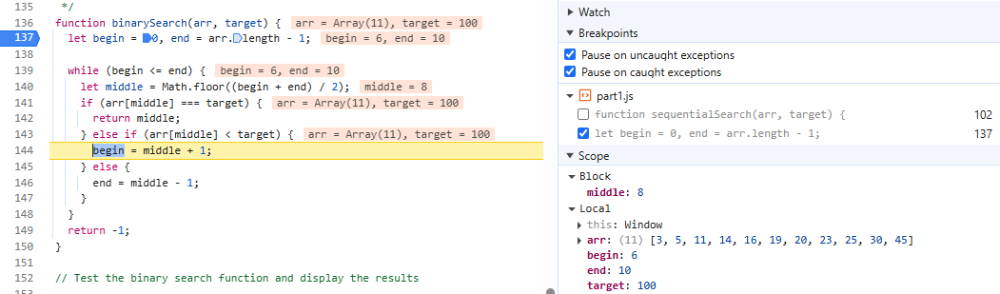 135 */
136 function binarySearch(arr, target) { arr = Array(11), target = 100
137 let begin = 0, end = arr.length - 1; begin = 6, end = 10
138
139 while (begin <= end) { begin = 6, end = 10
140 let middle = Math.floor((begin + end) / 2); middle = 8
141 if (arr[middle] === target) { arr = Array(11), target = 100
142 return middle;
143 } else if (arr[middle] < target) { arr = Array(11), target = 100
144 begin = middle + 1;
145 } else {
146 end = middle - 1;
147 }
148 }
149 return -1;
150 }
151
152 // Test the binary search function and display the results
Watch
Breakpoints
Pause on uncaught exceptions
Pause on caught exceptions
part1.js
function sequentialSearch(arr, target) { 102
let begin = 0, end = arr.length - 1; 137
Scope
Block
middle: 8
Local
this: Window
arr: (11) [3, 5, 11, 14, 16, 19, 20, 23, 25, 30, 45]
begin: 6
end: 10
target: 100